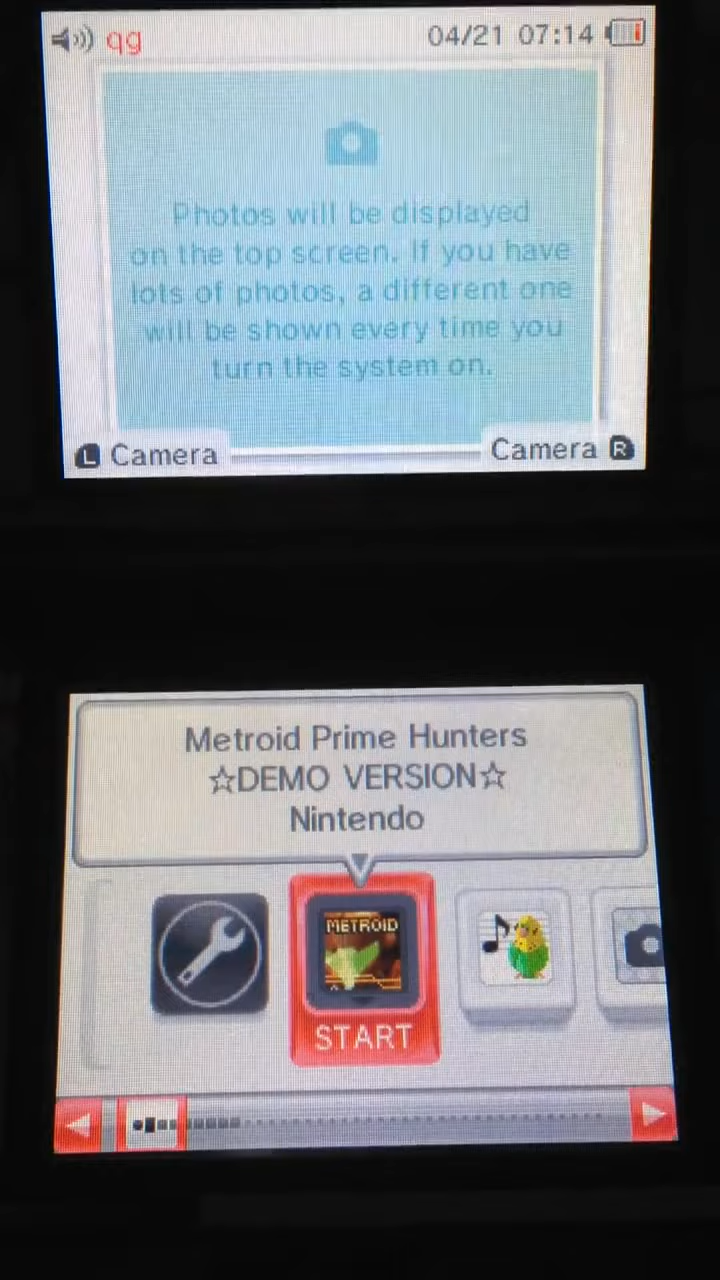 qg
04/21 07:14
Photos will be displayed
on the top screen. If you have
lots of photos, a different one
will be shown every time you
turn the system on.
L Camera
Camera R
Metroid Prime Hunters
☆DEMO VERSION☆
Nintendo
METROID
START